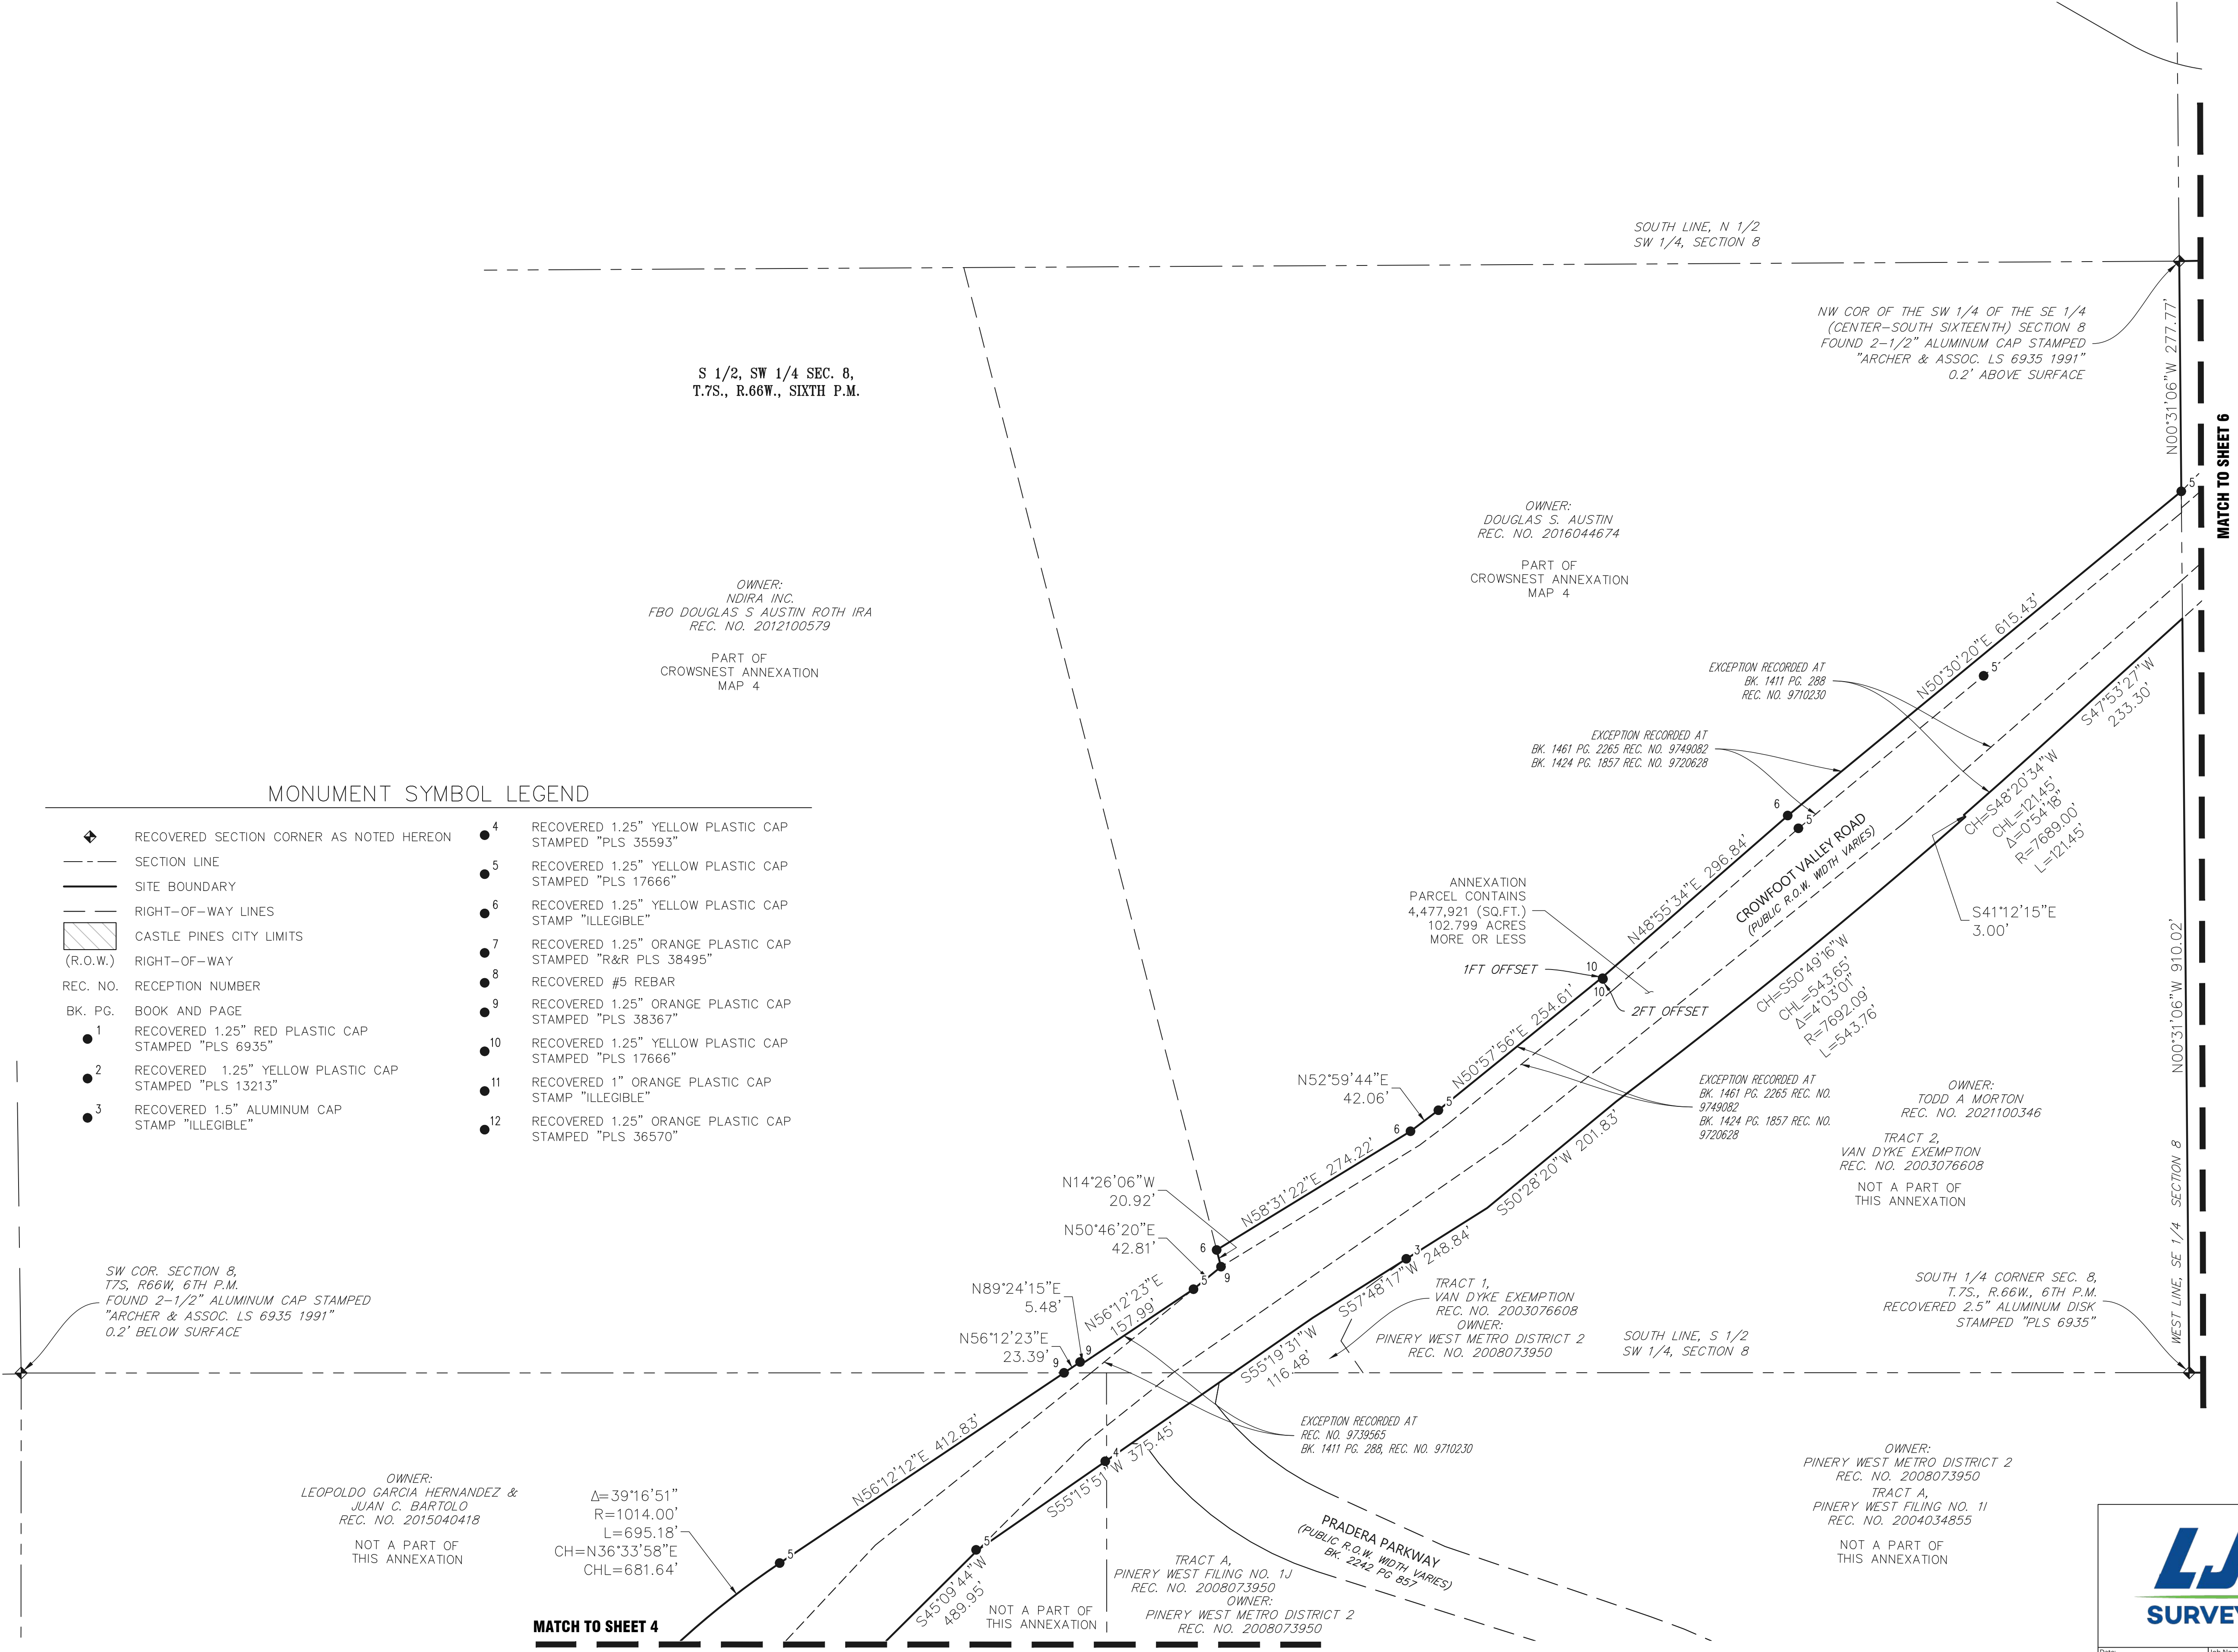 SOUTH LINE, N 1/2
SW 1/4, SECTION 8
NW COR OF THE SW 1/4 OF THE SE 1/4
(CENTER-SOUTH SIXTEENTH) SECTION 8
FOUND 2-1/2" ALUMINUM CAP STAMPED
"ARCHER & ASSOC. LS 6935 1991"
0.2' ABOVE SURFACE
N00°31'06"W 277.77'
MATCH TO SHEET 6
S 1/2, SW 1/4 SEC. 8,
T.7S., R.66W., SIXTH P.M.
OWNER:
DOUGLAS S. AUSTIN
REC. NO. 2016044674
PART OF
CROWSNEST ANNEXATION
MAP 4
OWNER:
NDIRA INC.
FBO DOUGLAS S AUSTIN ROTH IRA
REC. NO. 2012100579
PART OF
CROWSNEST ANNEXATION
MAP 4
5
N50°30'20"E 615.43'
5
EXCEPTION RECORDED AT
BK. 1411 PG. 288
REC. NO. 9710230
S47°53'27"W
233.30'
EXCEPTION RECORDED AT
BK. 1461 PG. 2265 REC. NO. 9749082
BK. 1424 PG. 1857 REC. NO. 9720628
CH=S48°20'34"W
CHL=121.45'
Δ=0°54'18"
R=7689.00'
L=121.45'
6
5
CROWFOOT VALLEY ROAD
(PUBLIC R.O.W. WIDTH VARIES)
N48°55'34"E 296.84'
S41°12'15"E
3.00'
ANNEXATION
PARCEL CONTAINS
4,477,921 (SQ.FT.)
102.799 ACRES
MORE OR LESS
1FT OFFSET
10
10
2FT OFFSET
CH=S50°49'16"W
CHL=543.65'
Δ=4°03'01"
R=7692.09'
L=543.76'
N00°31'06"W 910.02'
WEST LINE, SE 1/4 SECTION 8
MONUMENT SYMBOL LEGEND
RECOVERED SECTION CORNER AS NOTED HEREON
SECTION LINE
SITE BOUNDARY
RIGHT-OF-WAY LINES
CASTLE PINES CITY LIMITS
(R.O.W.) RIGHT-OF-WAY
REC. NO. RECEPTION NUMBER
BK. PG. BOOK AND PAGE
1 RECOVERED 1.25" RED PLASTIC CAP
STAMPED "PLS 6935"
2 RECOVERED 1.25" YELLOW PLASTIC CAP
STAMPED "PLS 13213"
3 RECOVERED 1.5" ALUMINUM CAP
STAMP "ILLEGIBLE"
4 RECOVERED 1.25" YELLOW PLASTIC CAP
STAMPED "PLS 35593"
5 RECOVERED 1.25" YELLOW PLASTIC CAP
STAMPED "PLS 17666"
6 RECOVERED 1.25" YELLOW PLASTIC CAP
STAMP "ILLEGIBLE"
7 RECOVERED 1.25" ORANGE PLASTIC CAP
STAMPED "R&R PLS 38495"
8 RECOVERED #5 REBAR
9 RECOVERED 1.25" ORANGE PLASTIC CAP
STAMPED "PLS 38367"
10 RECOVERED 1.25" YELLOW PLASTIC CAP
STAMPED "PLS 17666"
11 RECOVERED 1" ORANGE PLASTIC CAP
STAMP "ILLEGIBLE"
12 RECOVERED 1.25" ORANGE PLASTIC CAP
STAMPED "PLS 36570"
N50°57'56"E 254.61'
N52°59'44"E
42.06'
5
6
EXCEPTION RECORDED AT
BK. 1461 PG. 2265 REC. NO.
9749082
BK. 1424 PG. 1857 REC. NO.
9720628
OWNER:
TODD A MORTON
REC. NO. 2021100346
TRACT 2,
VAN DYKE EXEMPTION
REC. NO. 2003076608
NOT A PART OF
THIS ANNEXATION
S50°28'20"W 201.83'
N58°31'22"E 274.22'
N14°26'06"W
20.92'
N50°46'20"E
42.81'
6
5
9
3
S57°48'17"W 248.84'
N89°24'15"E
5.48'
N56°12'23"E
157.99'
N56°12'23"E
23.39'
9
9
TRACT 1,
VAN DYKE EXEMPTION
REC. NO. 2003076608
OWNER:
PINERY WEST METRO DISTRICT 2
REC. NO. 2008073950
SOUTH LINE, S 1/2
SW 1/4, SECTION 8
SOUTH 1/4 CORNER SEC. 8,
T.7S., R.66W., 6TH P.M.
RECOVERED 2.5" ALUMINUM DISK
STAMPED "PLS 6935"
SW COR. SECTION 8,
T7S, R66W, 6TH P.M.
FOUND 2-1/2" ALUMINUM CAP STAMPED
"ARCHER & ASSOC. LS 6935 1991"
0.2' BELOW SURFACE
S55°19'31"W
116.48'
EXCEPTION RECORDED AT
REC. NO. 9739565
BK. 1411 PG. 288, REC. NO. 9710230
N56°12'12"E 412.83'
4
S55°15'51"W 375.45'
OWNER:
LEOPOLDO GARCIA HERNANDEZ &
JUAN C. BARTOLO
REC. NO. 2015040418
NOT A PART OF
THIS ANNEXATION
Δ=39°16'51"
R=1014.00'
L=695.18'
CH=N36°33'58"E
CHL=681.64'
5
5
S45°09'44"W
489.95'
PRADERA PARKWAY
(PUBLIC R.O.W. WIDTH VARIES)
BK. 2242 PG 857
TRACT A,
PINERY WEST FILING NO. 1J
REC. NO. 2008073950
OWNER:
PINERY WEST METRO DISTRICT 2
REC. NO. 2008073950
NOT A PART OF
THIS ANNEXATION
OWNER:
PINERY WEST METRO DISTRICT 2
REC. NO. 2008073950
TRACT A,
PINERY WEST FILING NO. 1I
REC. NO. 2004034855
NOT A PART OF
THIS ANNEXATION
MATCH TO SHEET 4
LJ
SURVEY